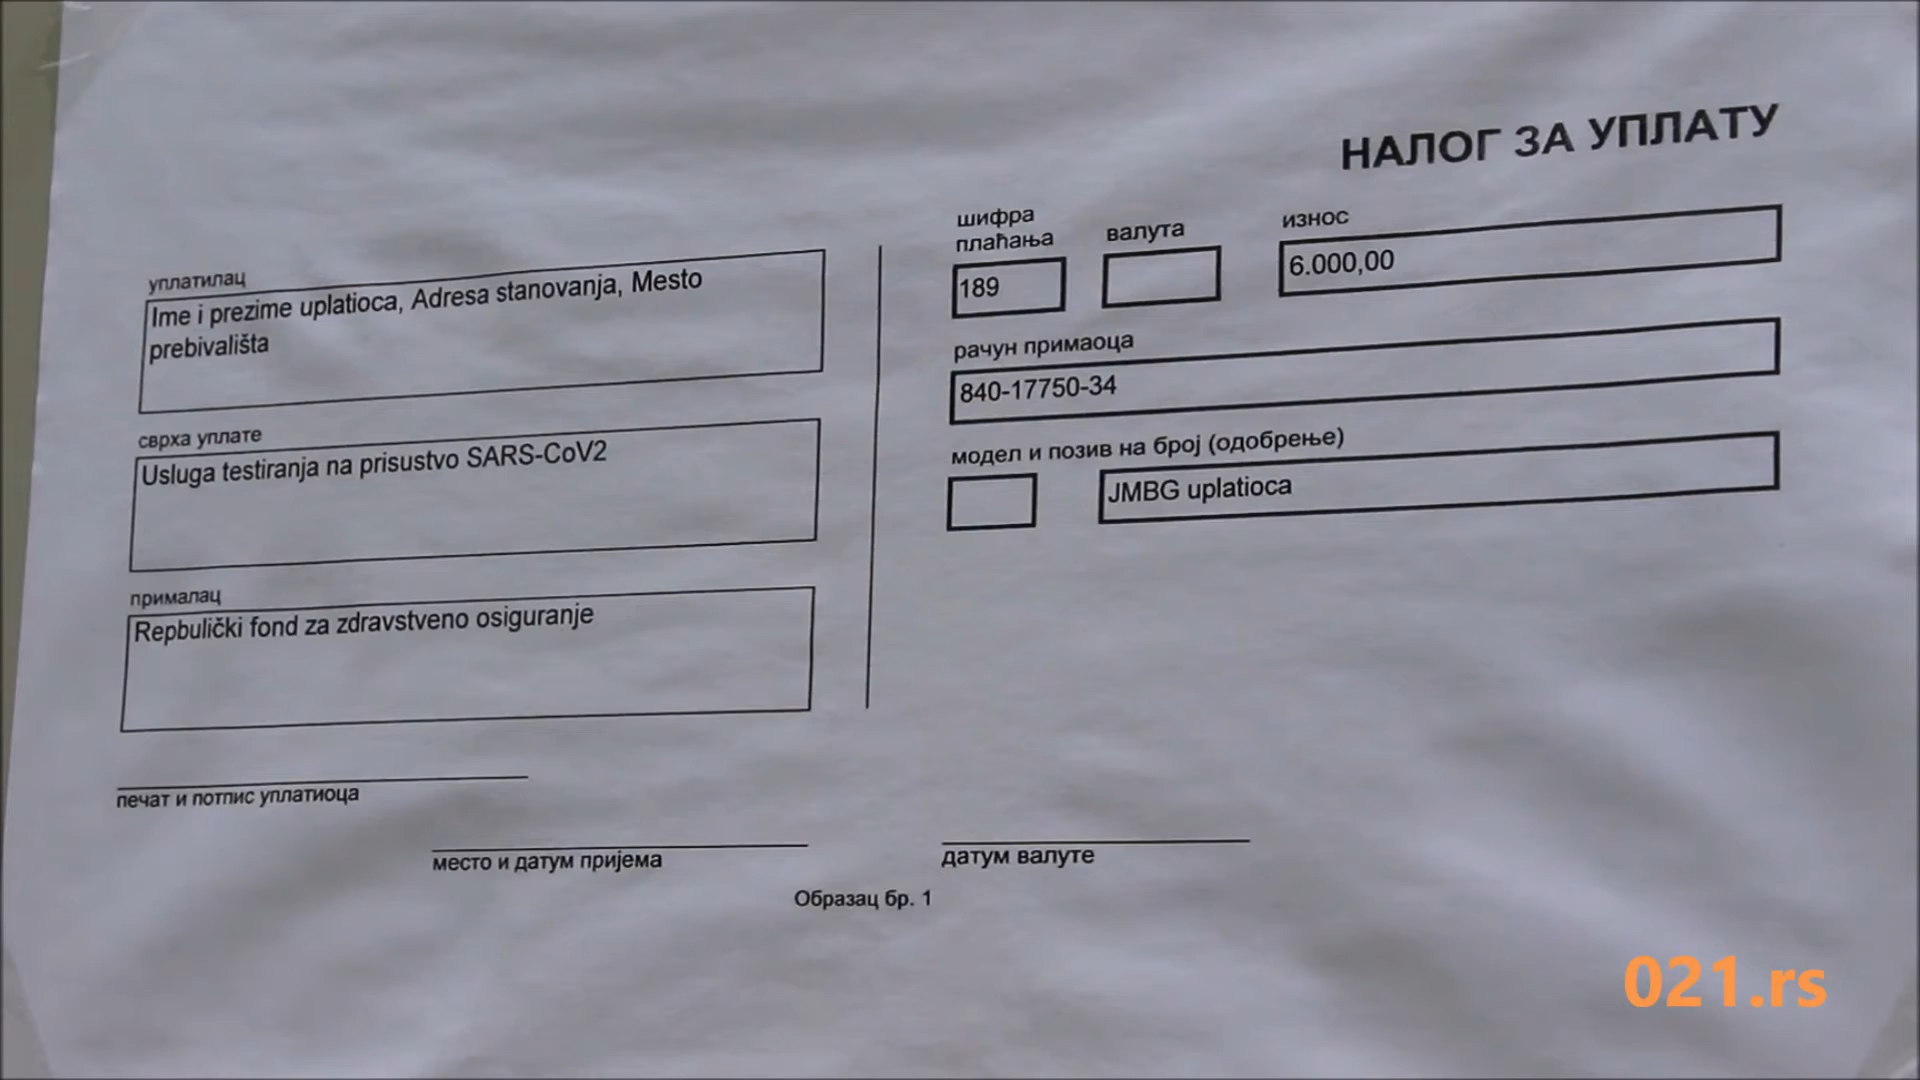 НАЛОГ ЗА УПЛАТУ
уплатилац
Ime i prezime uplatioca, Adresa stanovanja, Mesto
prebivališta
сврха уплате
Usluga testiranja na prisustvo SARS-CoV2
прималац
Repbulički fond za zdravstveno osiguranje
печат и потпис уплатиоца
место и датум пријема
шифра
плаћања
189
валута
износ
6.000,00
рачун примаоца
840-17750-34
модел и позив на број (одобрење)
JMBG uplatioca
датум валуте
Образац бр. 1
021.rs